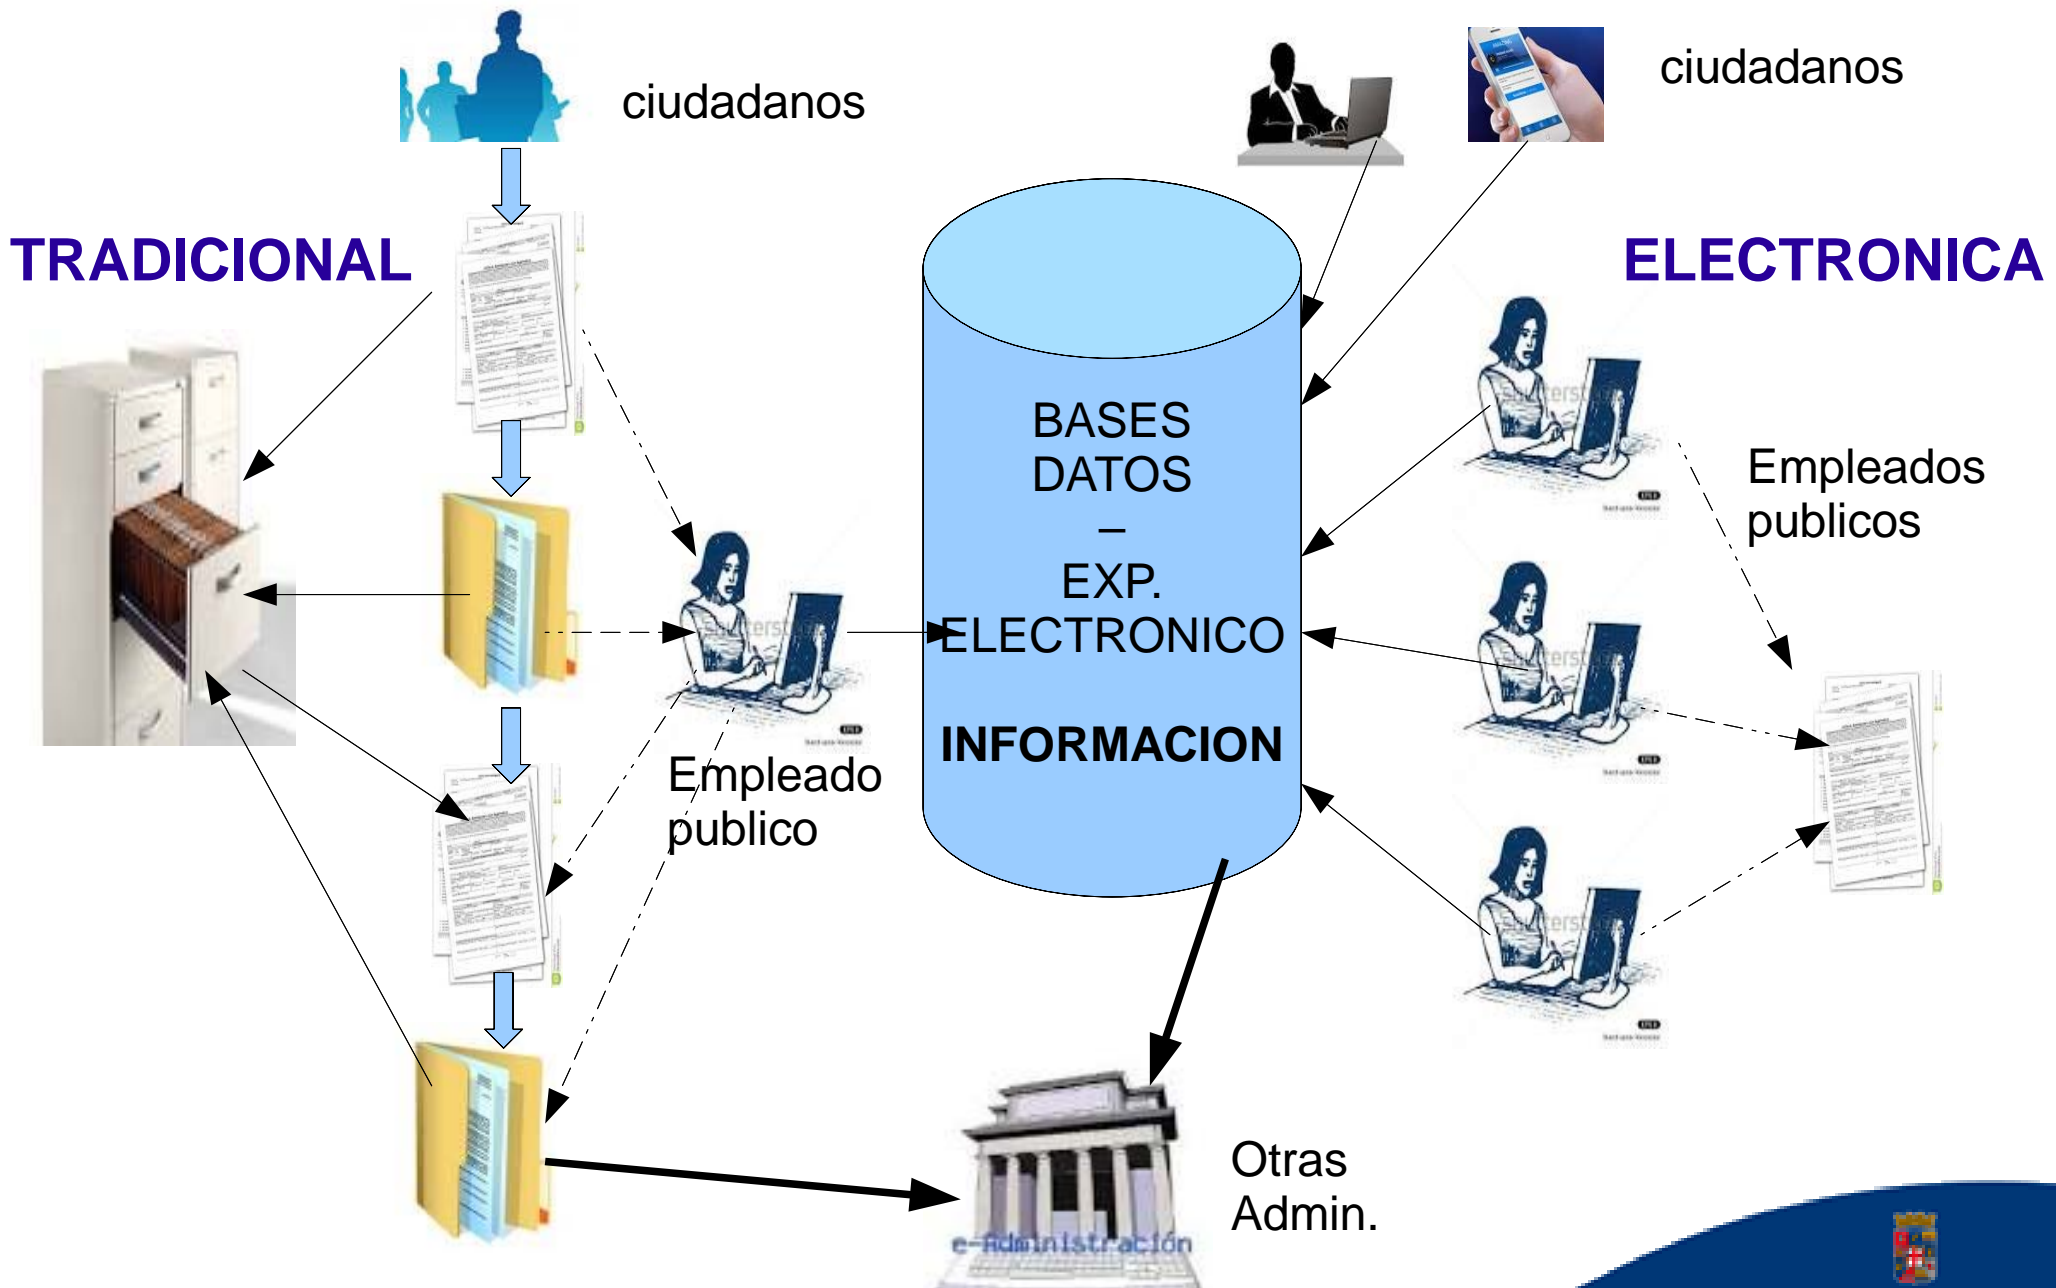 ciudadanos
ciudadanos
TRADICIONAL
ELECTRONICA
BASES
DATOS
–
EXP.
ELECTRONICO
INFORMACION
Empleados
publicos
Empleado
publico
Otras
Admin.
e-Administración